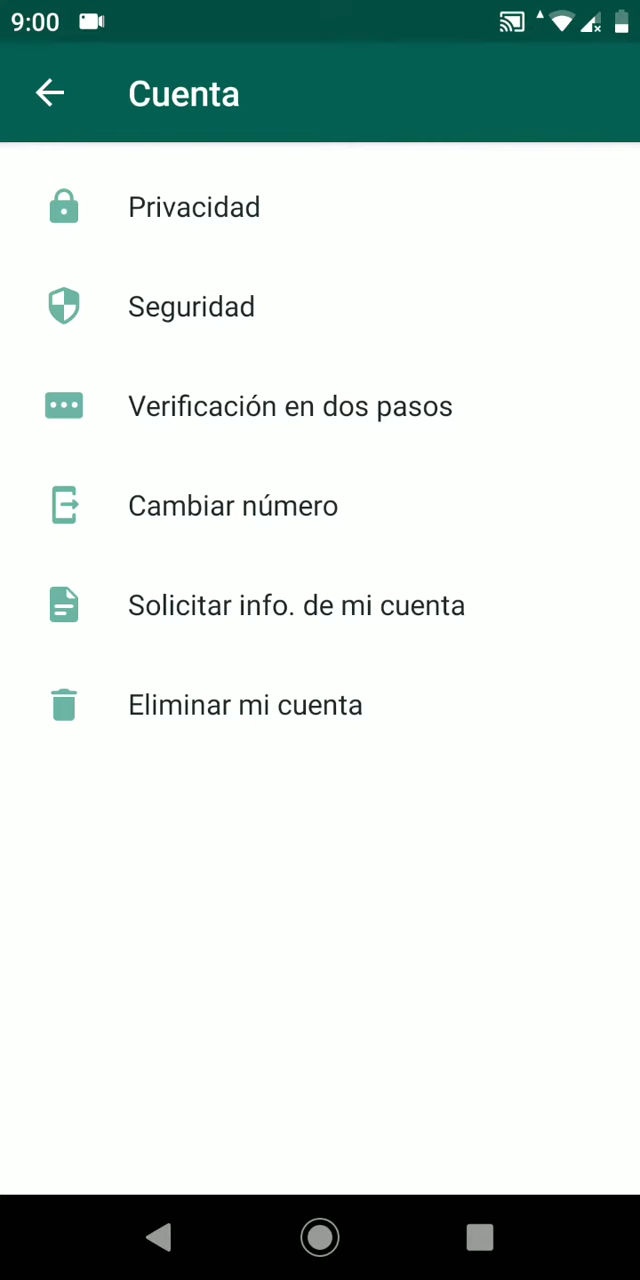 9:00
Cuenta
Privacidad
Seguridad
Verificación en dos pasos
Cambiar número
Solicitar info. de mi cuenta
Eliminar mi cuenta